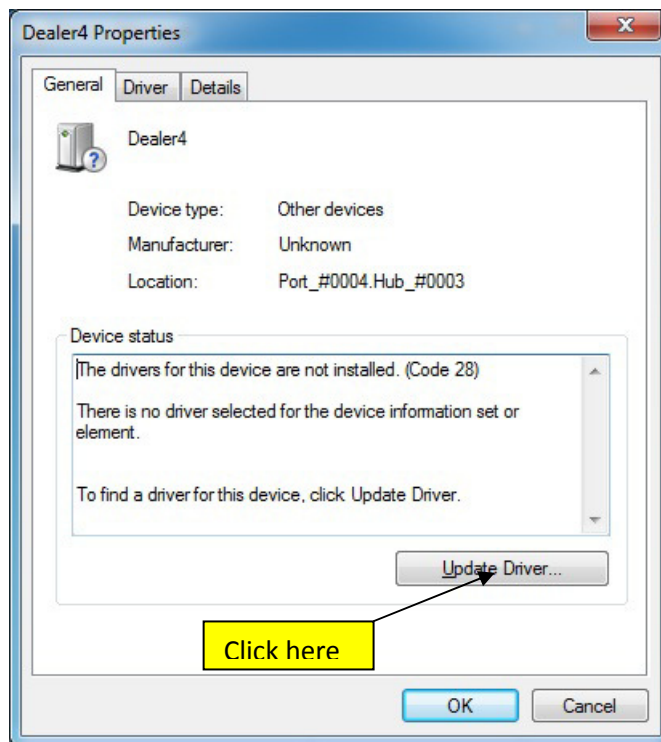 Dealer4 Properties
General Driver Details
Dealer4
Device type: Other devices
Manufacturer: Unknown
Location: Port_#0004.Hub_#0003
Device status
The drivers for this device are not installed. (Code 28)
There is no driver selected for the device information set or
element.
To find a driver for this device, click Update Driver.
Update Driver...
Click here
OK Cancel